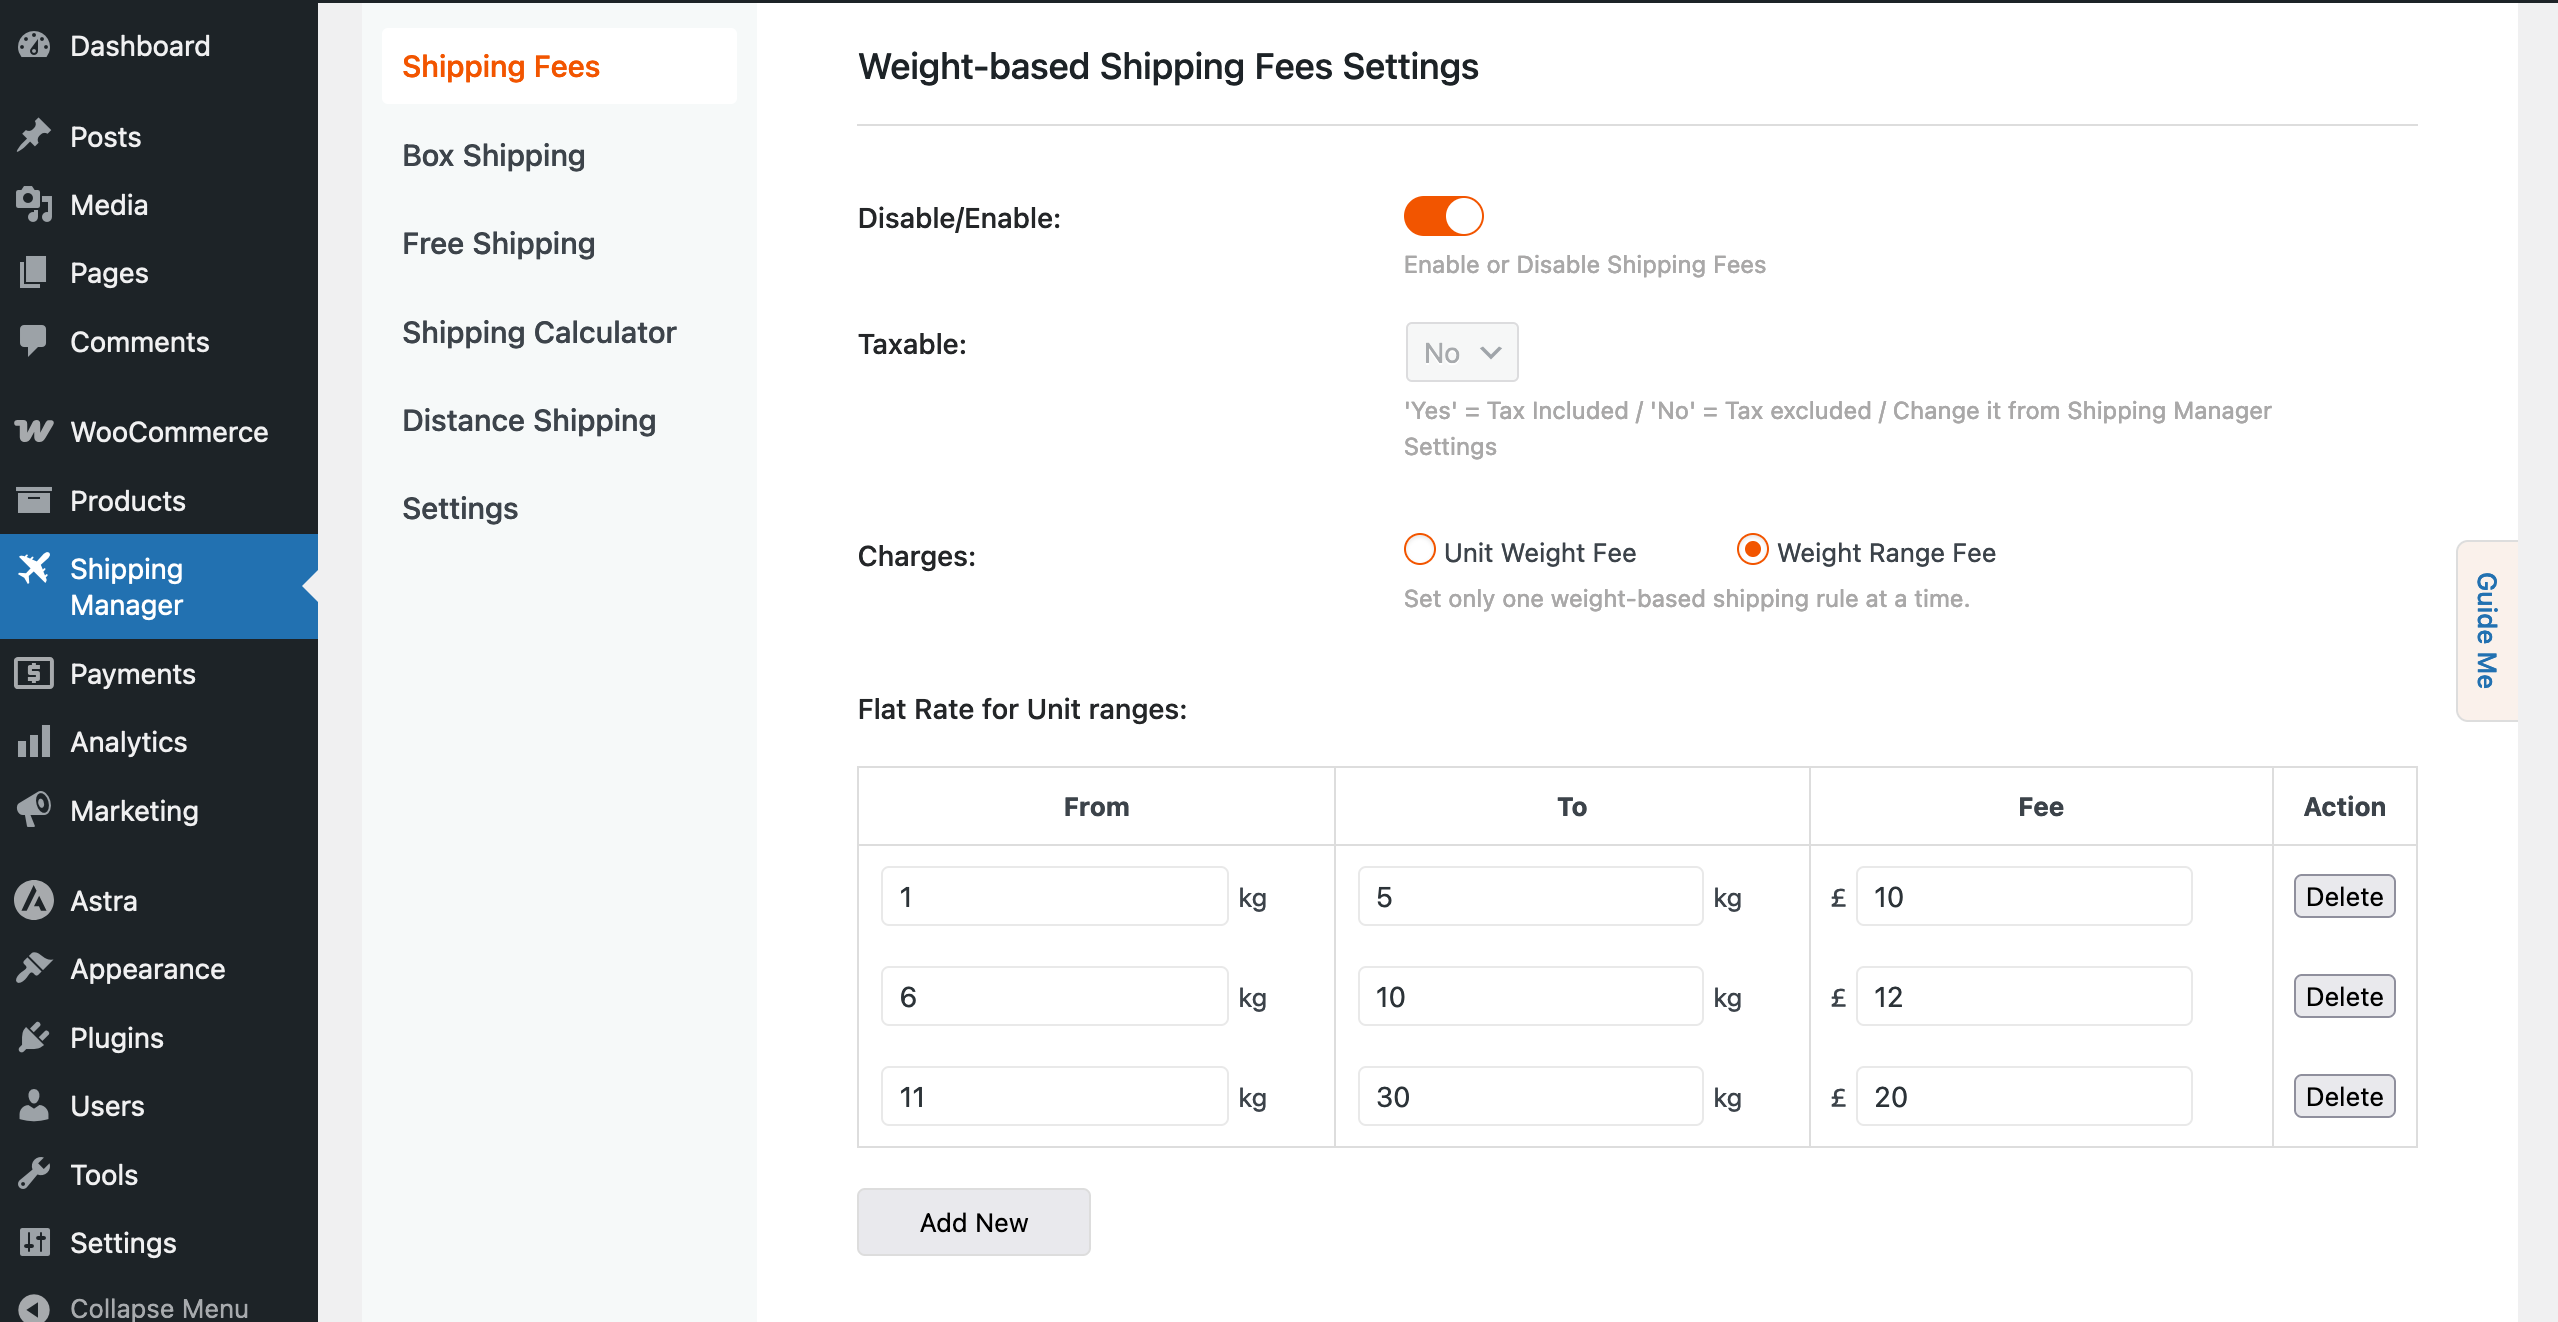 Dashboard
Posts
Media
Pages
Comments
WooCommerce
Products
Shipping
Manager
Payments
Analytics
Marketing
Astra
Appearance
Plugins
Users
Tools
Settings
Collapse Menu
Shipping Fees
Box Shipping
Free Shipping
Shipping Calculator
Distance Shipping
Settings
Weight-based Shipping Fees Settings
Disable/Enable:
Enable or Disable Shipping Fees
Taxable:
No
'Yes' = Tax Included / 'No' = Tax excluded / Change it from Shipping Manager
Settings
Charges:
Unit Weight Fee Weight Range Fee
Set only one weight-based shipping rule at a time.
Flat Rate for Unit ranges:
From To Fee Action
1 kg 5 kg £ 10 Delete
6 kg 10 kg £ 12 Delete
11 kg 30 kg £ 20 Delete
Add New
Guide Me